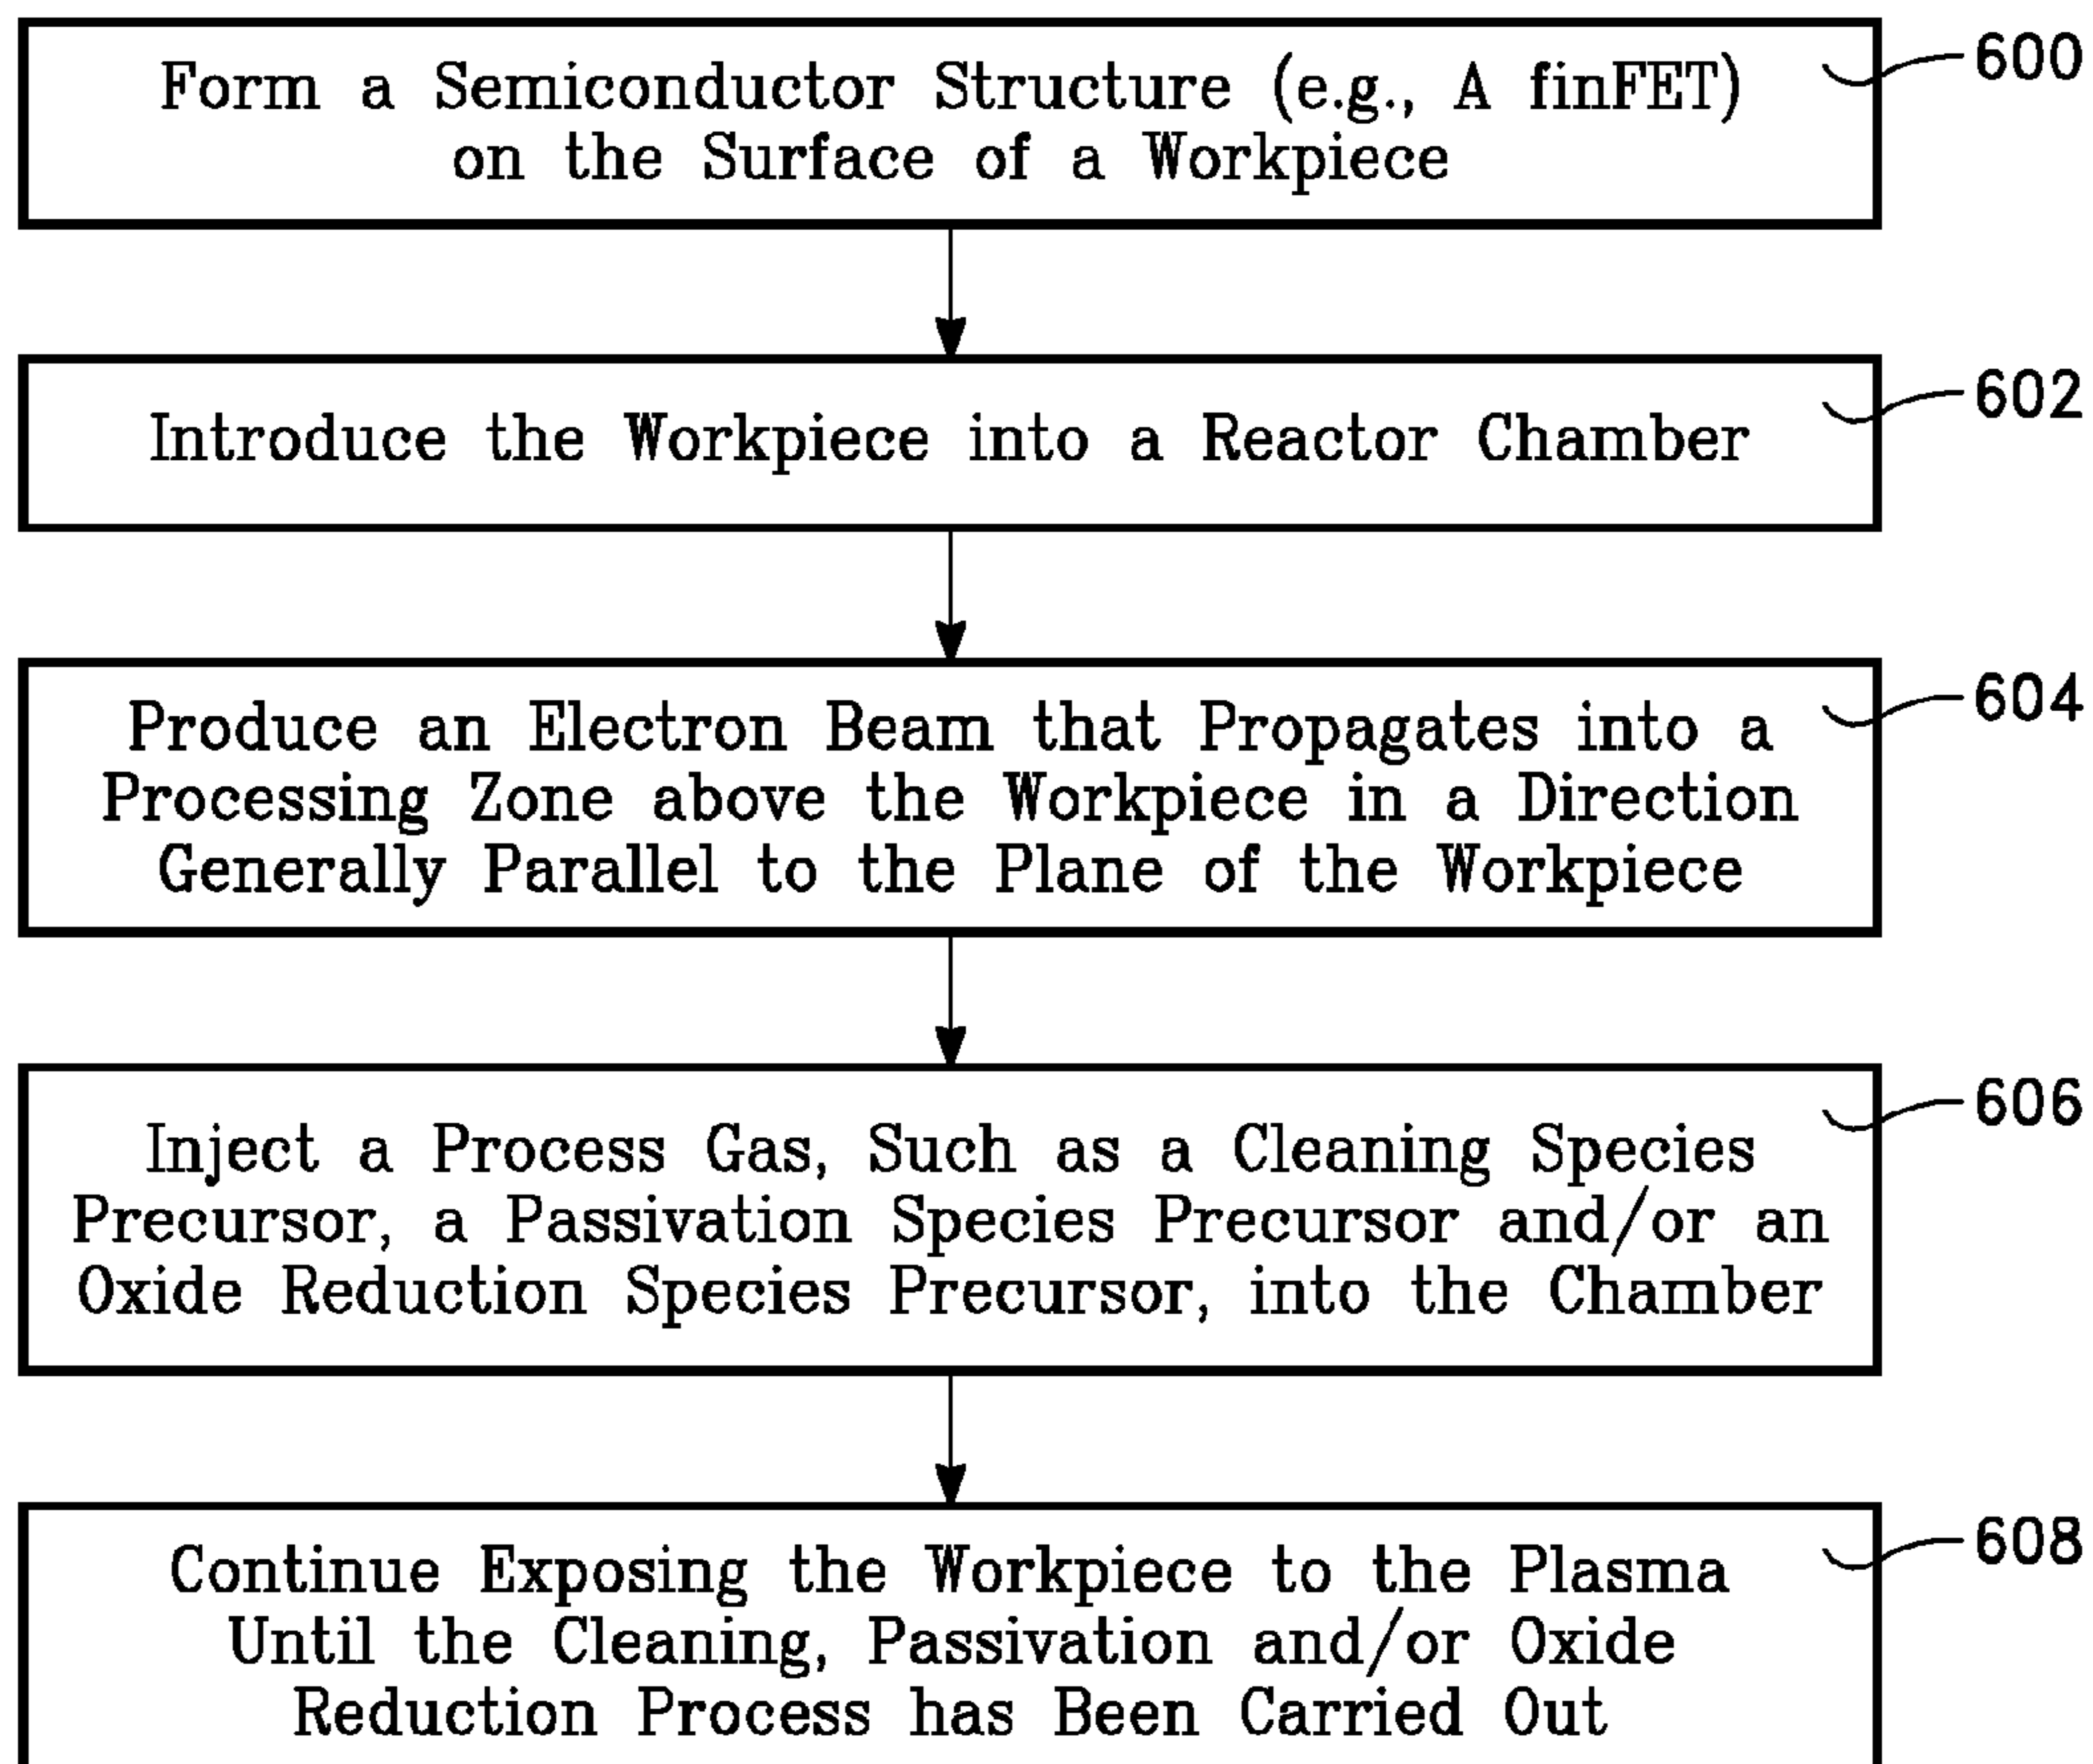 Form a Semiconductor Structure (e.g., A finFET)
on the Surface of a Workpiece
600
Introduce the Workpiece into a Reactor Chamber
602
Produce an Electron Beam that Propagates into a
Processing Zone above the Workpiece in a Direction
Generally Parallel to the Plane of the Workpiece
604
Inject a Process Gas, Such as a Cleaning Species
Precursor, a Passivation Species Precursor and/or an
Oxide Reduction Species Precursor, into the Chamber
606
Continue Exposing the Workpiece to the Plasma
Until the Cleaning, Passivation and/or Oxide
Reduction Process has Been Carried Out
608